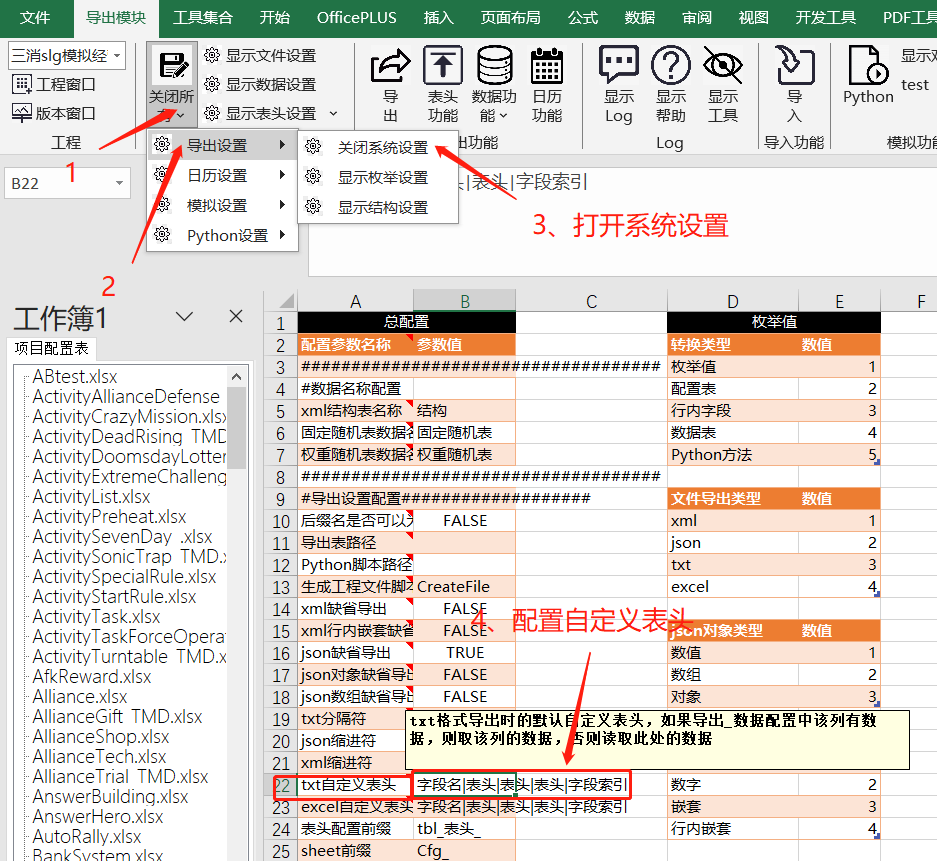 文件 导出模块 工具集合 开始 OfficePLUS 插入 页面布局 公式 数据 审阅 视图 开发工具 PDF工具
三消slg模拟经
工程窗口
版本窗口
工程
关闭所
显示文件设置
显示数据设置
显示表头设置
导出
表头功能
数据功能
日历功能
出功能
显示Log
显示帮助
显示工具
Log
导入
导入功能
Python
test
模拟功能
导出设置
日历设置
模拟设置
Python设置
关闭系统设置
显示枚举设置
显示结构设置
1
2
3、打开系统设置
B22
|表头|字段索引
工作簿1
项目配置表
ABtest.xlsx
ActivityAllianceDefense
ActivityCrazyMission.xlsx
ActivityDeadRising TMD
ActivityDoomsdayLotter
ActivityExtremeChalleng
ActivityList.xlsx
ActivityPreheat.xlsx
ActivitySevenDay .xlsx
ActivitySonicTrap TMD.x
ActivitySpecialRule.xlsx
ActivityStartRule.xlsx
ActivityTask.xlsx
ActivityTaskForceOpera
ActivityTurntable TMD.x
AfkReward.xlsx
Alliance.xlsx
AllianceGift TMD.xlsx
AllianceShop.xlsx
AllianceTech.xlsx
AllianceTrial TMD.xlsx
AnswerBuilding.xlsx
AnswerHero.xlsx
AutoRally.xlsx
BankSystem.xlsx
A B C D E F
1 总配置 枚举值
2 配置参数名称 参数值 转换类型 数值
3 #################################### 枚举值 1
4 #数据名称配置 配置表 2
5 xml结构表名称 结构 行内字段 3
6 固定随机表数据名 固定随机表 数据表 4
7 权重随机表数据名 权重随机表 Python方法 5
8 ####################################
9 #导出设置配置################### 文件导出类型 数值
10 后缀名是否可以为 FALSE xml 1
11 导出表路径 json 2
12 Python脚本路径 txt 3
13 生成工程文件脚本 CreateFile excel 4
14 xml缺省导出 FALSE
4、配置自定义表头
15 xml行内嵌套缺省 FALSE json对象类型 数值
16 json缺省导出 TRUE 数值 1
17 json对象缺省导出 FALSE 数组 2
18 json数组缺省导出 FALSE 对象 3
19 txt分隔符
20 json缩进符
21 xml缩进符
txt格式导出时的默认自定义表头，如果导出_数据配置中该列有数
据，则取该列的数据，否则读取此处的数据
22 txt自定义表头 字段名|表头|表头|表头|字段索引 数字 2
23 excel自定义表头 字段名|表头|表头|表头|字段索引 嵌套 3
24 表头配置前缀 tbl_表头_ 行内嵌套 4
25 sheet前缀 Cfg_